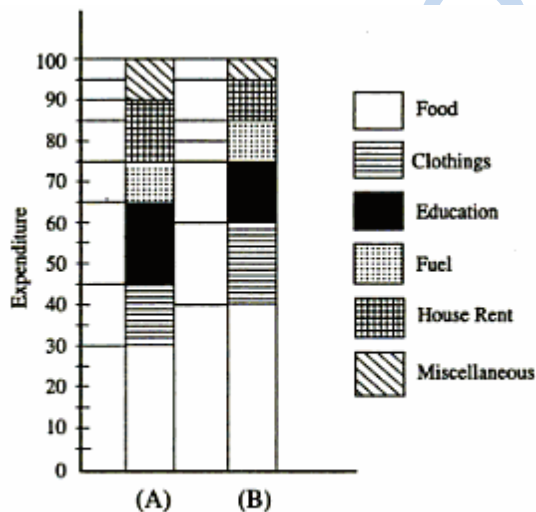 Expenditure
100
90
80
70
60
50
40
30
20
10
0
(A)
(B)
Food
Clothings
Education
Fuel
House Rent
Miscellaneous